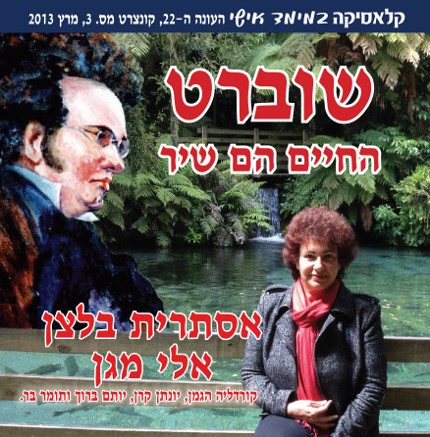 קלאסיקה במימד אישי העונה ה-22, קונצרט מס. 3, מרץ 2013
שוברט
החיים הם שיר
אסתרית בלצן
אלי מגן
קורדליה הגמן, יונתן קרן, יותם ברוך ותומר בר.